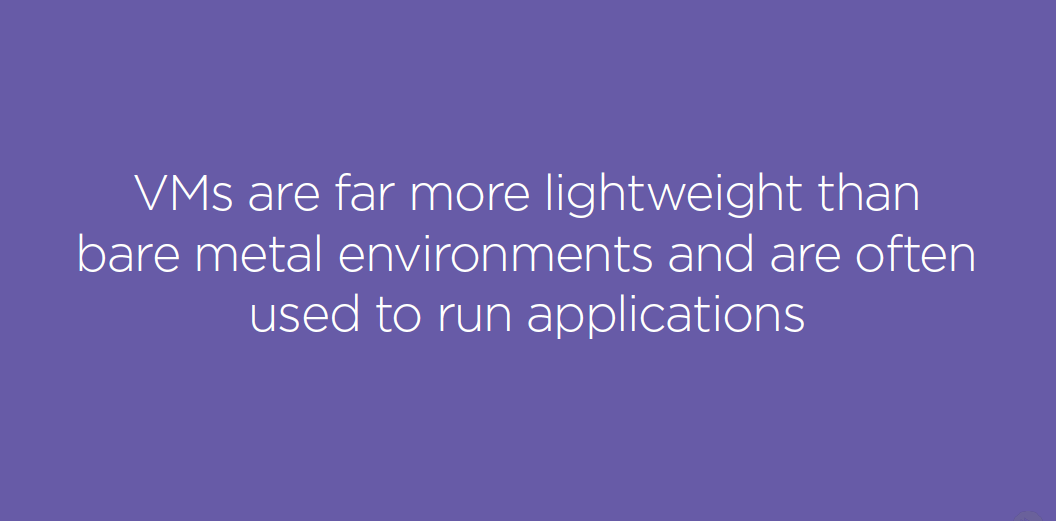 VMs are far more lightweight than
bare metal environments and are often
used to run applications